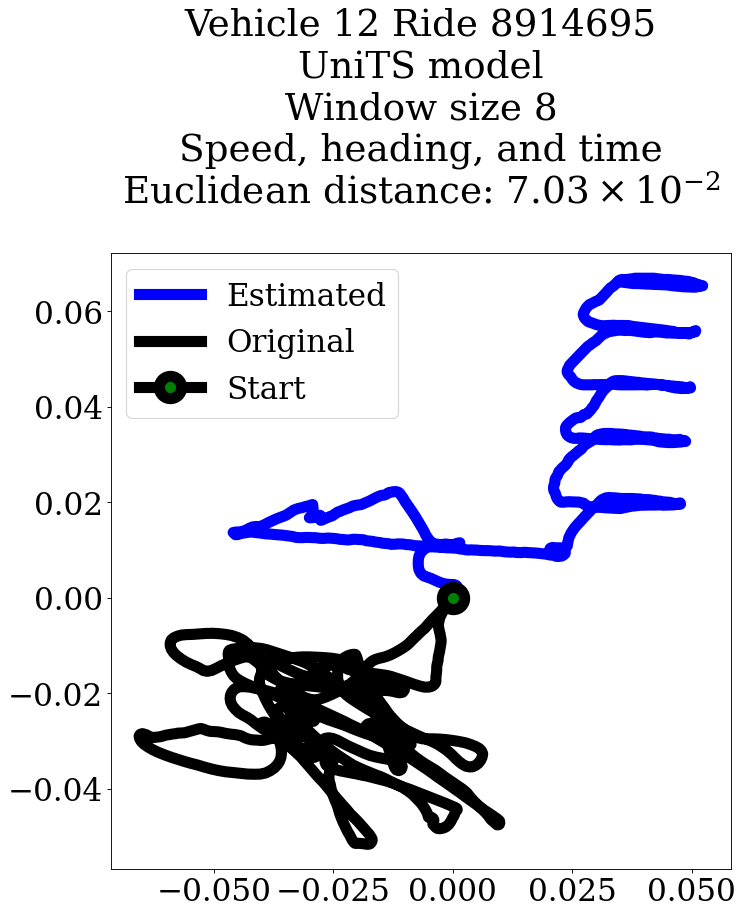 Vehicle 12 Ride 8914695
UniTS model
Window size 8
Speed, heading, and time
Euclidean distance: 7.03 × 10⁻²
Estimated
Original
Start
0.06
0.04
0.02
0.00
−0.02
−0.04
−0.050 −0.025 0.000 0.025 0.050